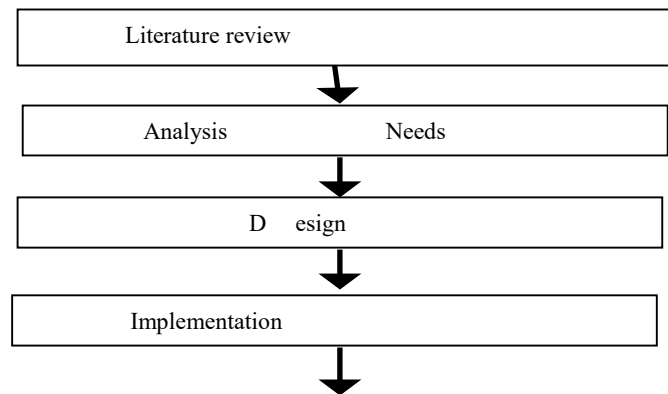 Literature review
Analysis Needs
D esign
Implementation